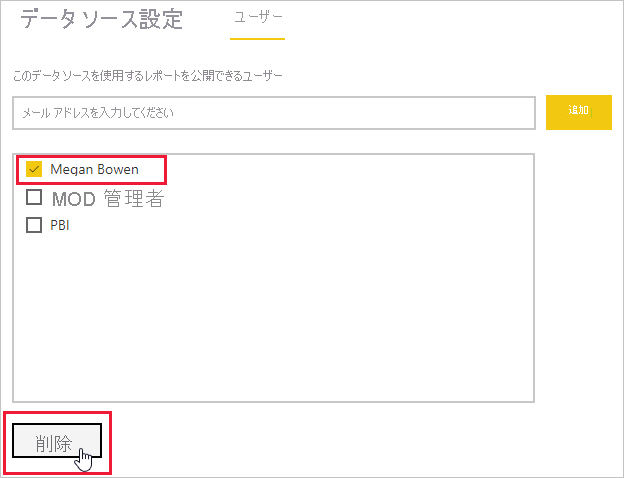 データ ソース設定 ユーザー
このデータ ソースを使用するレポートを公開できるユーザー
メール アドレスを入力してください 追加
Megan Bowen
MOD 管理者
PBI
削除